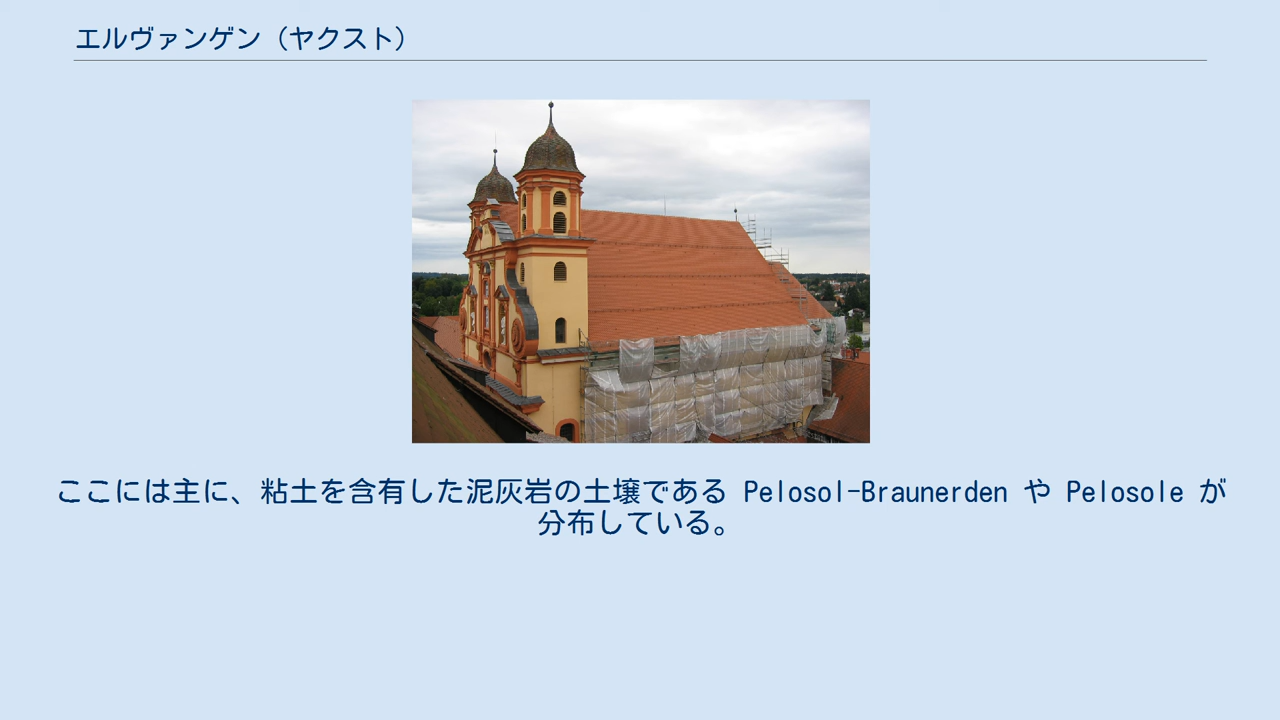 エルヴァンゲン（ヤクスト）
ここには主に、粘土を含有した泥灰岩の土壌である Pelosol-Braunerden や Pelosole が
分布している。